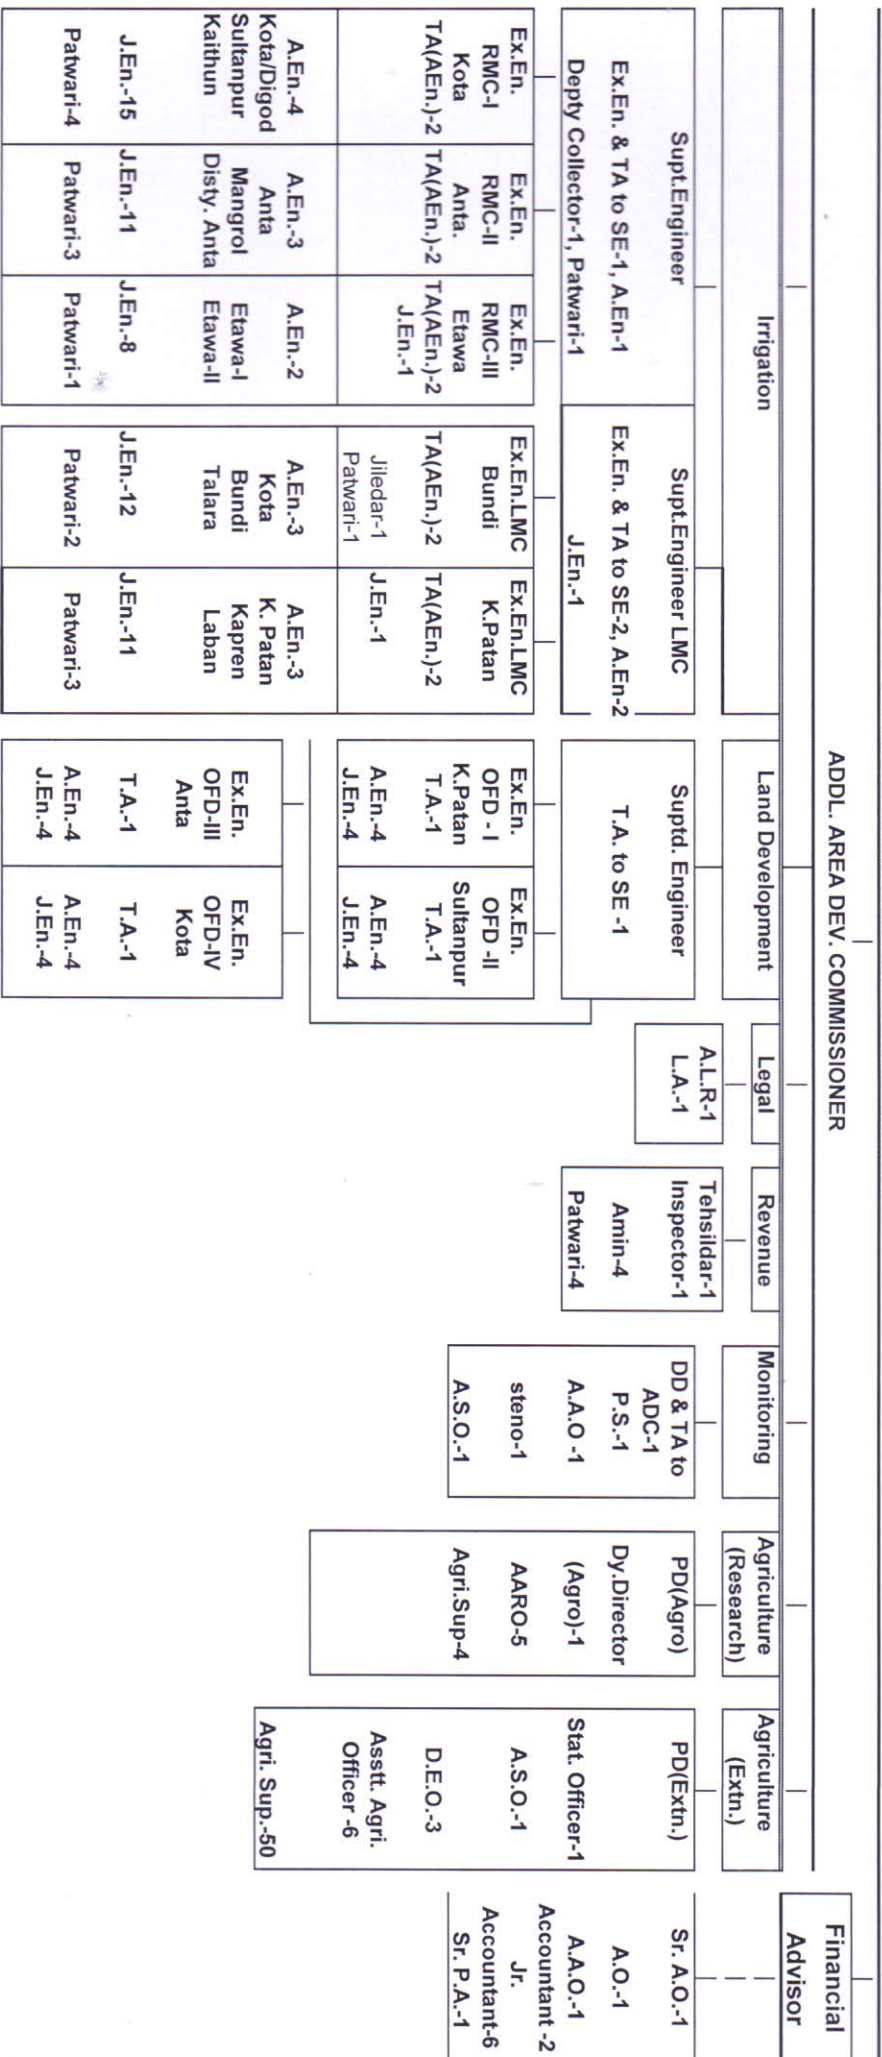 ADDL. AREA DEV. COMMISSIONER
Irrigation
Supt.Engineer
Ex.En. & TA to SE-1, A.En-1
Depty Collector-1, Patwari-1
Ex.En.
RMC-I
Kota
TA(AEn.)-2
A.En.-4
Kota/Digod
Sultanpur
Kaithun
J.En.-15
Patwari-4
Ex.En.
RMC-II
Anta.
TA(AEn.)-2
A.En.-3
Anta
Mangrol
Disty. Anta
J.En.-11
Patwari-3
Ex.En.
RMC-III
Etawa
TA(AEn.)-2
J.En.-1
A.En.-2
Etawa-I
Etawa-II
J.En.-8
Patwari-1
Supt.Engineer LMC
Ex.En. & TA to SE-2, A.En-2
J.En.-1
Ex.En.LMC
Bundi
TA(AEn.)-2
Jiledar-1
Patwari-1
A.En.-3
Kota
Bundi
Talara
J.En.-12
Patwari-2
Ex.En.LMC
K.Patan
TA(AEn.)-2
J.En.-1
A.En.-3
K. Patan
Kapren
Laban
J.En.-11
Patwari-3
Land Development
Suptd. Engineer
T.A. to SE -1
Ex.En.
OFD - I
K.Patan
T.A.-1
A.En.-4
J.En.-4
Ex.En.
OFD -II
Sultanpur
T.A.-1
A.En.-4
J.En.-4
Ex.En.
OFD-III
Anta
T.A.-1
A.En.-4
J.En.-4
Ex.En.
OFD-IV
Kota
T.A.-1
A.En.-4
J.En.-4
Legal
A.L.R-1
L.A.-1
Revenue
Tehsildar-1
Inspector-1
Amin-4
Patwari-4
Monitoring
DD & TA to
ADC-1
P.S.-1
A.A.O -1
steno-1
A.S.O.-1
Agriculture
(Research)
PD(Agro)
Dy.Director
(Agro)-1
AARO-5
Agri.Sup-4
Agriculture
(Extn.)
PD(Extn.)
Stat. Officer-1
A.S.O.-1
D.E.O.-3
Asstt. Agri.
Officer -6
Agri. Sup.-50
Financial
Advisor
Sr. A.O.-1
A.O.-1
A.A.O.-1
Accountant -2
Jr.
Accountant-6
Sr. P.A.-1